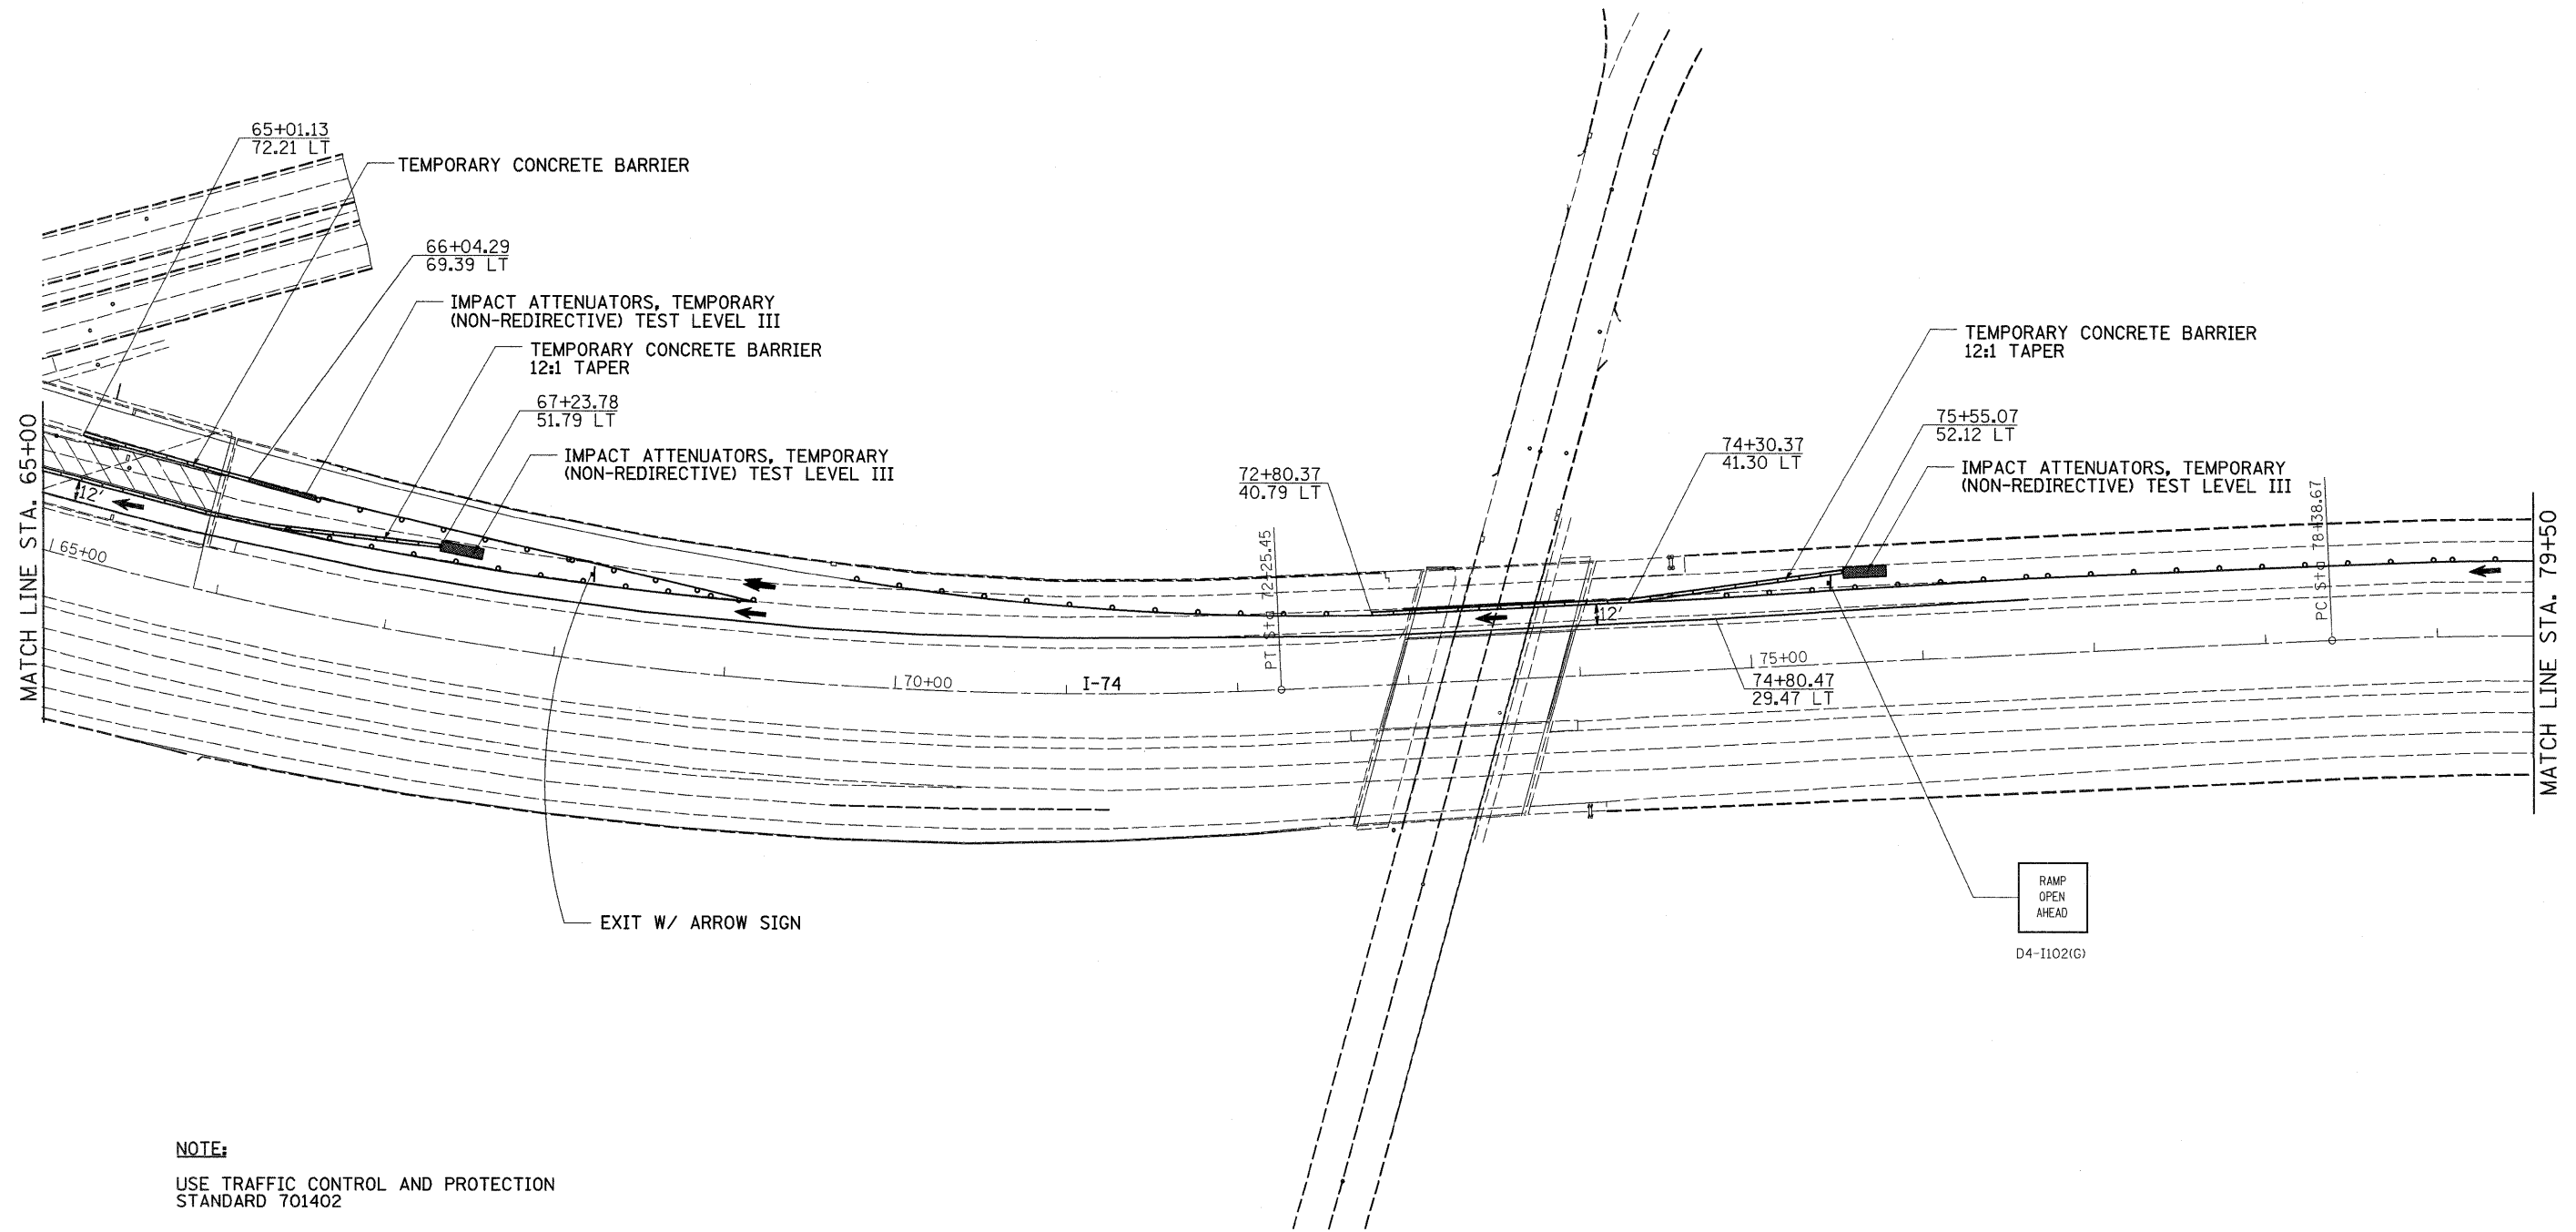 65+01.13
72.21 LT
TEMPORARY CONCRETE BARRIER
66+04.29
69.39 LT
IMPACT ATTENUATORS, TEMPORARY
(NON-REDIRECTIVE) TEST LEVEL III
TEMPORARY CONCRETE BARRIER
12:1 TAPER
67+23.78
51.79 LT
IMPACT ATTENUATORS, TEMPORARY
(NON-REDIRECTIVE) TEST LEVEL III
TEMPORARY CONCRETE BARRIER
12:1 TAPER
75+55.07
52.12 LT
IMPACT ATTENUATORS, TEMPORARY
(NON-REDIRECTIVE) TEST LEVEL III
74+30.37
41.30 LT
72+80.37
40.79 LT
MATCH LINE STA. 65+00
12'
65+00
70+00
I-74
PT Sta 72+25.45
12'
75+00
74+80.47
29.47 LT
PC Sta 78+38.67
MATCH LINE STA. 79+50
EXIT W/ ARROW SIGN
RAMP
OPEN
AHEAD
D4-I102(G)
NOTE:
USE TRAFFIC CONTROL AND PROTECTION
STANDARD 701402